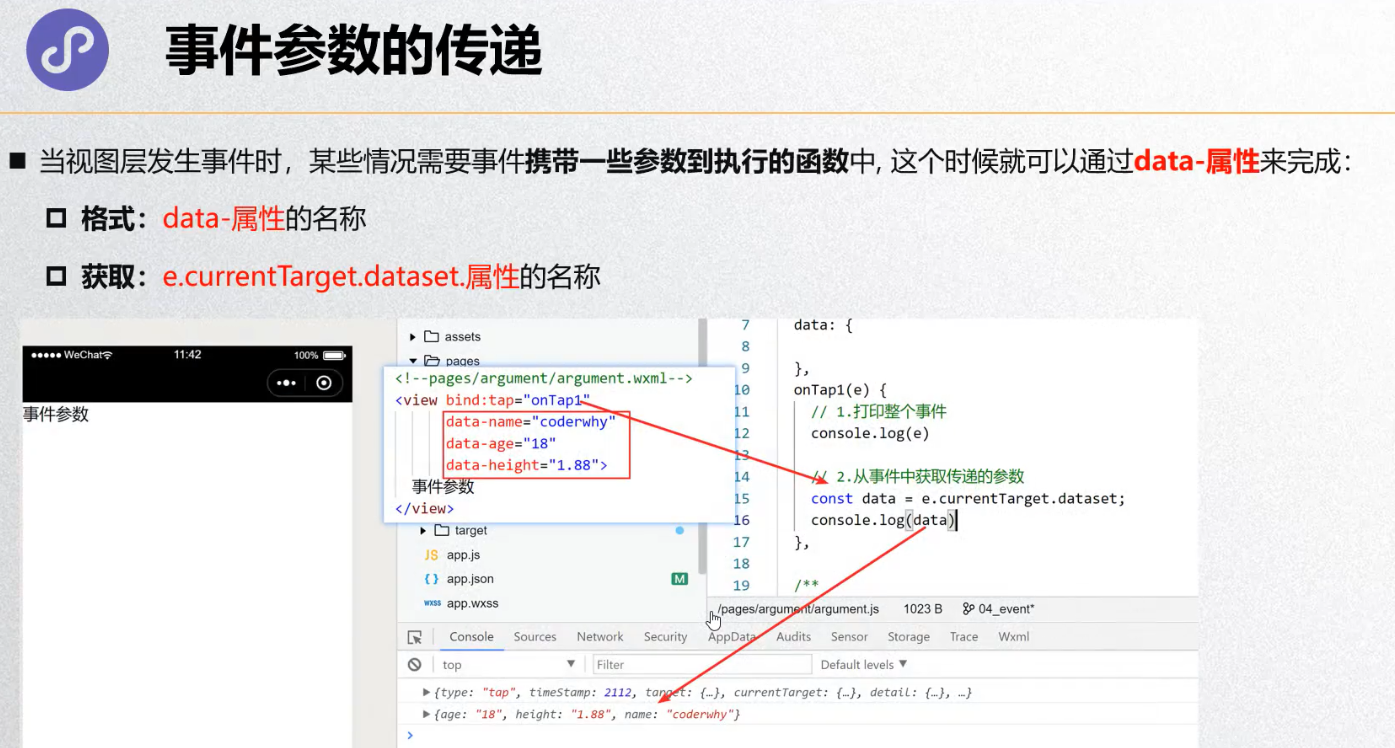 事件参数的传递
当视图层发生事件时，某些情况需要事件携带一些参数到执行的函数中, 这个时候就可以通过data-属性来完成：
格式：data-属性的名称
获取：e.currentTarget.dataset.属性的名称
WeChat 11:42 100%
事件参数
assets
pages
<!--pages/argument/argument.wxml-->
<view bind:tap="onTap1"
data-name="coderwhy"
data-age="18"
data-height="1.88">
事件参数
</view>
target
JS app.js
{} app.json M
wxss app.wxss
7 data: {
8
9 },
10 onTap1(e) {
11 // 1.打印整个事件
12 console.log(e)
13
14 // 2.从事件中获取传递的参数
15 const data = e.currentTarget.dataset;
16 console.log(data)
17 },
18
19 /**
/pages/argument/argument.js 1023 B 04_event*
Console Sources Network Security AppData Audits Sensor Storage Trace Wxml
top Filter Default levels
{type: "tap", timeStamp: 2112, target: {…}, currentTarget: {…}, detail: {…}, …}
{age: "18", height: "1.88", name: "coderwhy"}
>